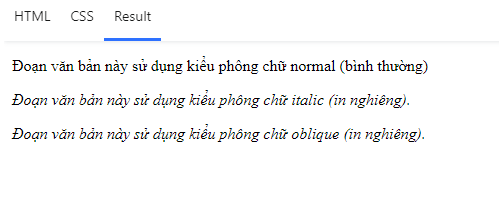 HTML CSS Result
Đoạn văn bản này sử dụng kiểu phông chữ normal (bình thường)
Đoạn văn bản này sử dụng kiểu phông chữ italic (in nghiêng).
Đoạn văn bản này sử dụng kiểu phông chữ oblique (in nghiêng).